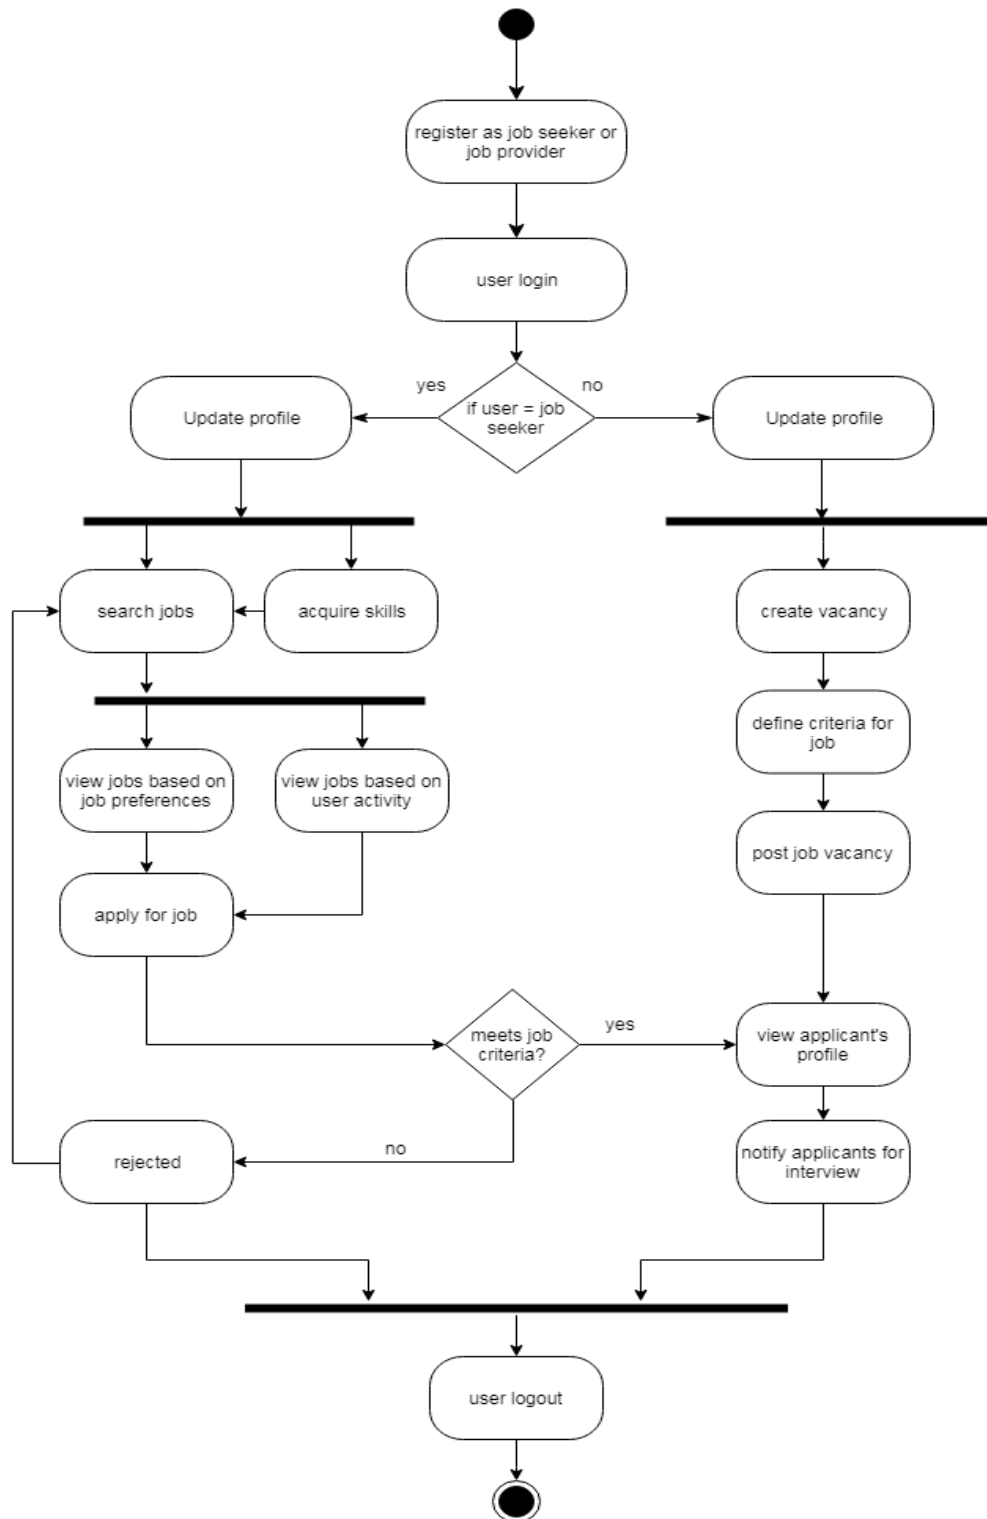 register as job seeker or
job provider
user login
yes
no
Update profile
if user = job
seeker
Update profile
search jobs
acquire skills
create vacancy
define criteria for
job
view jobs based on
job preferences
view jobs based on
user activity
post job vacancy
apply for job
meets job
criteria?
yes
view applicant's
profile
no
rejected
notify applicants for
interview
user logout